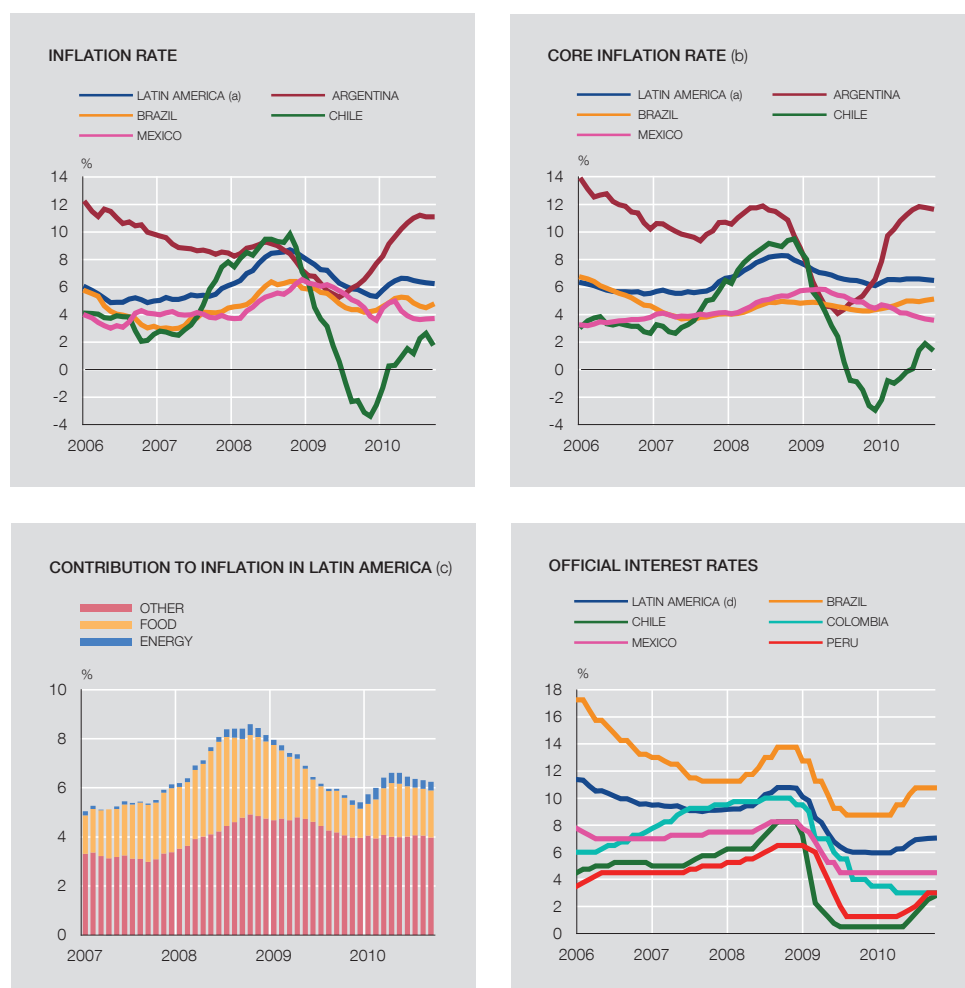 INFLATION RATE
LATIN AMERICA (a) ARGENTINA
BRAZIL CHILE
MEXICO
%
14
12
10
8
6
4
2
0
-2
-4
2006 2007 2008 2009 2010
CORE INFLATION RATE (b)
LATIN AMERICA (a) ARGENTINA
BRAZIL CHILE
MEXICO
%
14
12
10
8
6
4
2
0
-2
-4
2006 2007 2008 2009 2010
CONTRIBUTION TO INFLATION IN LATIN AMERICA (c)
OTHER
FOOD
ENERGY
%
10
8
6
4
2
0
2007 2008 2009 2010
OFFICIAL INTEREST RATES
LATIN AMERICA (d) BRAZIL
CHILE COLOMBIA
MEXICO PERU
%
18
16
14
12
10
8
6
4
2
0
2006 2007 2008 2009 2010